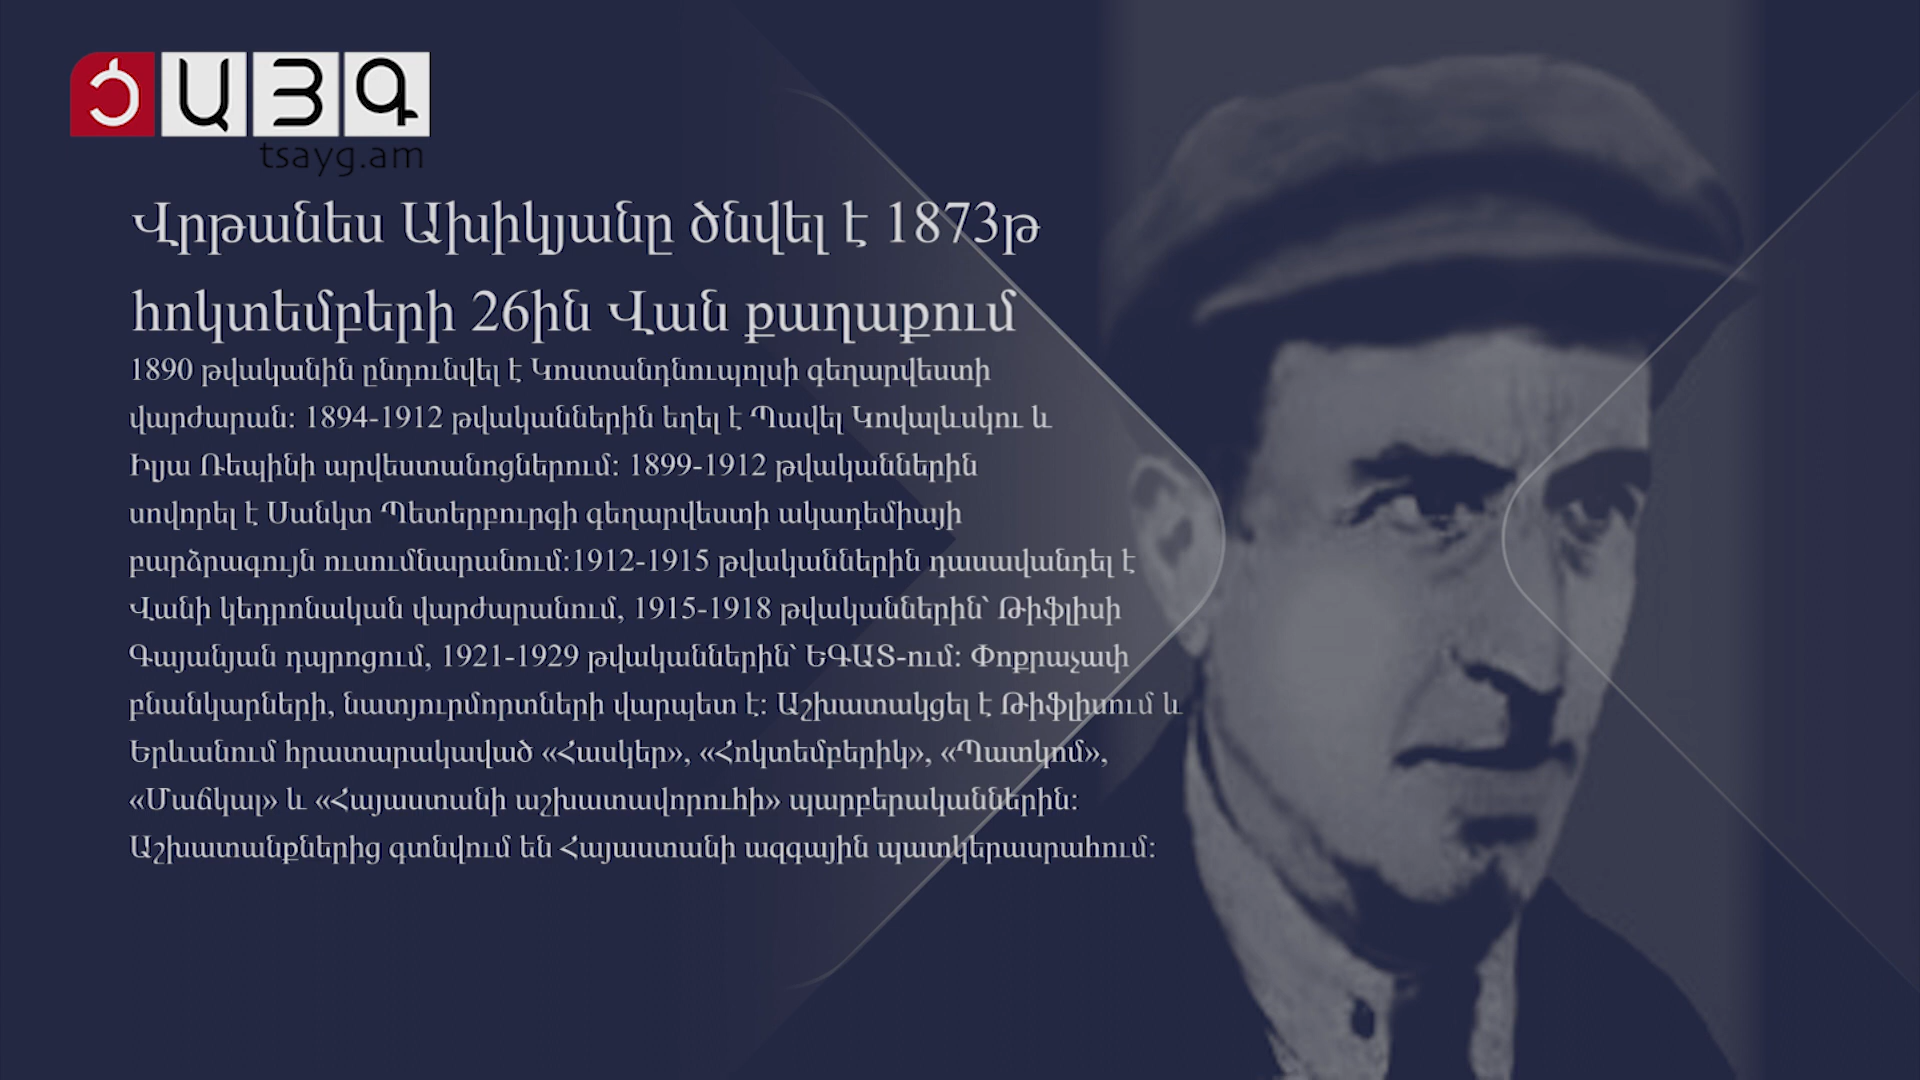 ԾԱՅԳ
tsayg.am
Վրթանես Ախիկյանը ծնվել է 1873թ
հոկտեմբերի 26ին Վան քաղաքում
1890 թվականին ընդունվել է Կոստանդնուպոլսի գեղարվեստի
վարժարան: 1894-1912 թվականներին եղել է Պավել Կովալևսկու և
Իլյա Ռեպինի արվեստանոցներում: 1899-1912 թվականներին
սովորել է Սանկտ Պետերբուրգի գեղարվեստի ակադեմիայի
բարձրագույն ուսումնարանում:1912-1915 թվականներին դասավանդել է
Վանի կեդրոնական վարժարանում, 1915-1918 թվականներին՝ Թիֆլիսի
Գայանյան դպրոցում, 1921-1929 թվականներին՝ ԵԳԱՏ-ում: Փոքրաչափ
բնանկարների, նատյուրմորտների վարպետ է: Աշխատակցել է Թիֆլիսում և
Երևանում հրատարակաված «Հասկեր», «Հոկտեմբերիկ», «Պատկոմ»,
«Մաճկալ» և «Հայաստանի աշխատավորուհի» պարբերականներին:
Աշխատանքներից գտնվում են Հայաստանի ազգային պատկերասրահում: